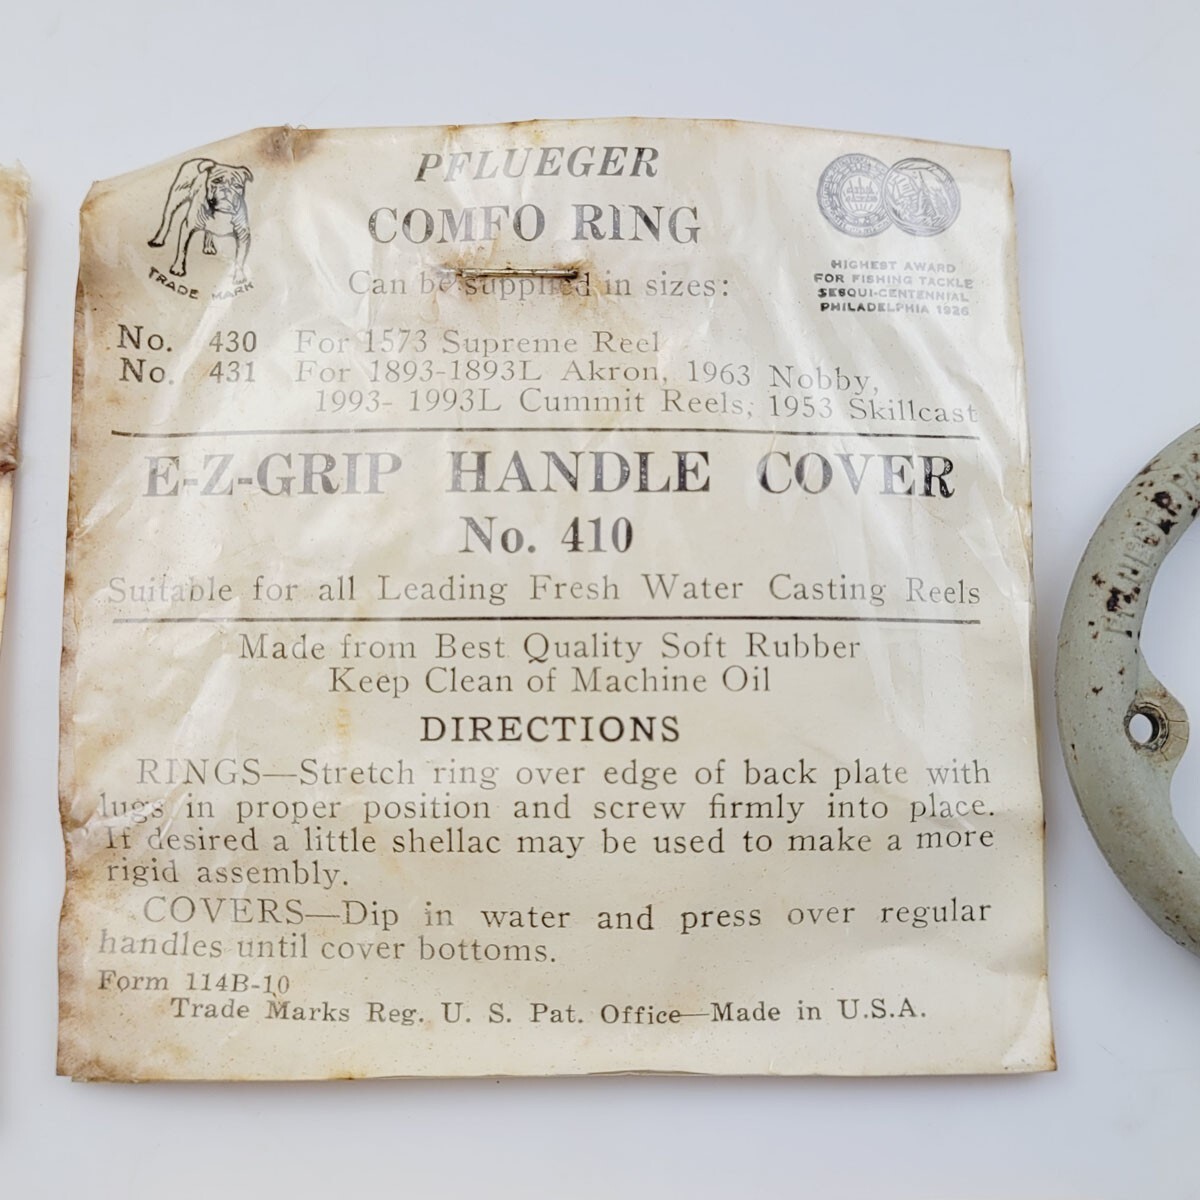 PFLUEGER
COMFO RING
TRADE MARK
HIGHEST AWARD
FOR FISHING TACKLE
SESQUI-CENTENNIAL
PHILADELPHIA 1926
Can be supplied in sizes:
No. 430 For 1573 Supreme Reel
No. 431 For 1893-1893L Akron, 1963 Nobby,
1993- 1993L Cummit Reels; 1953 Skillcast
E-Z-GRIP HANDLE COVER
No. 410
Suitable for all Leading Fresh Water Casting Reels
Made from Best Quality Soft Rubber
Keep Clean of Machine Oil
DIRECTIONS
RINGS—Stretch ring over edge of back plate with
lugs in proper position and screw firmly into place.
If desired a little shellac may be used to make a more
rigid assembly.
COVERS—Dip in water and press over regular
handles until cover bottoms.
Form 114B-10
Trade Marks Reg. U. S. Pat. Office—Made in U.S.A.